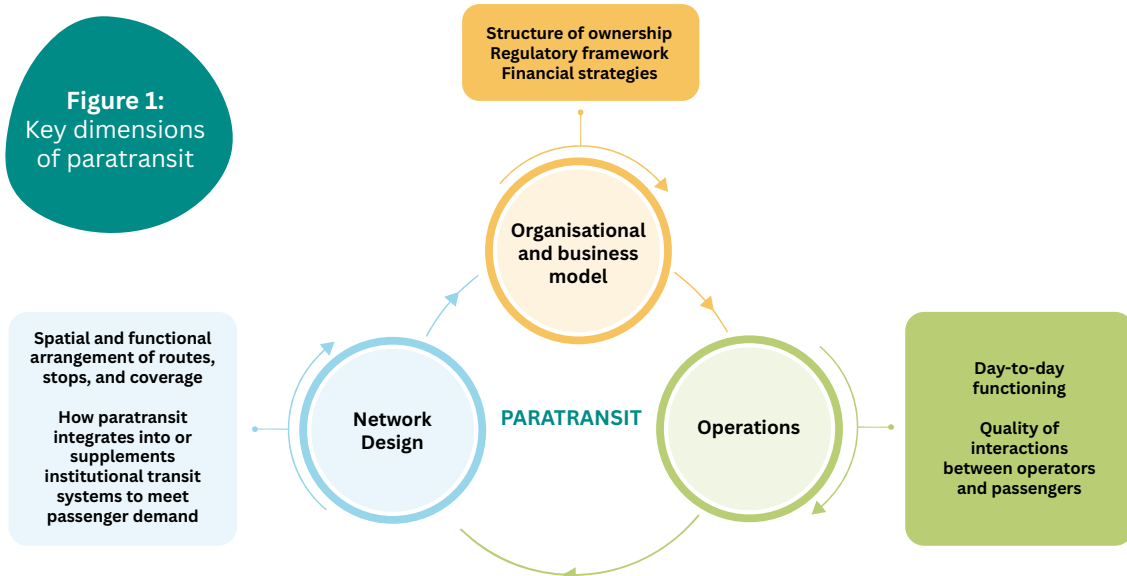 Figure 1:
Key dimensions
of paratransit
Structure of ownership
Regulatory framework
Financial strategies
Organisational
and business
model
Spatial and functional
arrangement of routes,
stops, and coverage
How paratransit
integrates into or
supplements
institutional transit
systems to meet
passenger demand
Network
Design
PARATRANSIT
Operations
Day-to-day
functioning
Quality of
interactions
between operators
and passengers